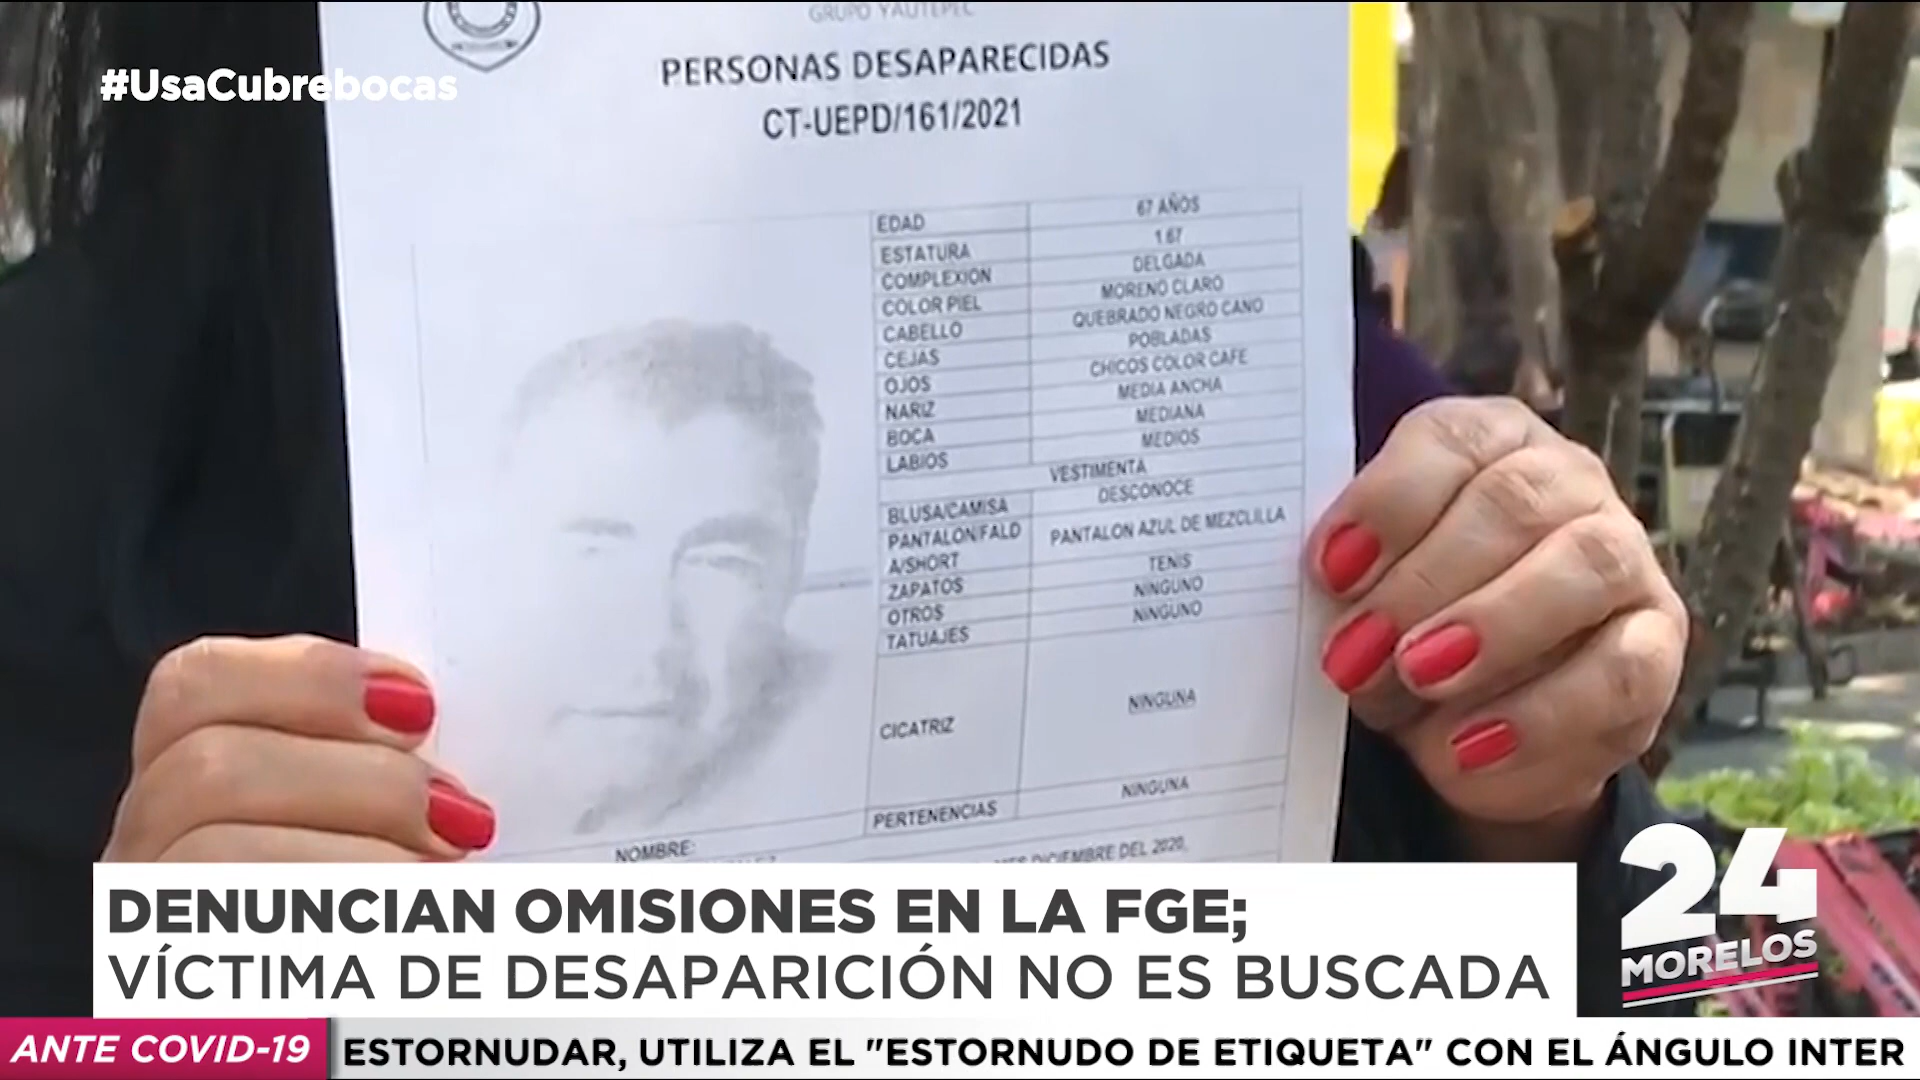 GRUPO YAUTEPEC
PERSONAS DESAPARECIDAS
CT-UEPD/161/2021
#UsaCubrebocas
EDAD 67 AÑOS
ESTATURA 1.67
COMPLEXION DELGADA
COLOR PIEL MORENO CLARO
CABELLO QUEBRADO NEGRO CANO
CEJAS POBLADAS
OJOS CHICOS COLOR CAFE
NARIZ MEDIA ANCHA
BOCA MEDIANA
LABIOS MEDIOS
VESTIMENTA
BLUSA/CAMISA DESCONOCE
PANTALON/FALD
A/SHORT PANTALON AZUL DE MEZCLILLA
ZAPATOS TENIS
OTROS NINGUNO
TATUAJES NINGUNO
CICATRIZ NINGUNA
PERTENENCIAS NINGUNA
NOMBRE:
DICIEMBRE DEL 2020,
DENUNCIAN OMISIONES EN LA FGE;
VÍCTIMA DE DESAPARICIÓN NO ES BUSCADA
24
MORELOS
ANTE COVID-19 ESTORNUDAR, UTILIZA EL "ESTORNUDO DE ETIQUETA" CON EL ÁNGULO INTER